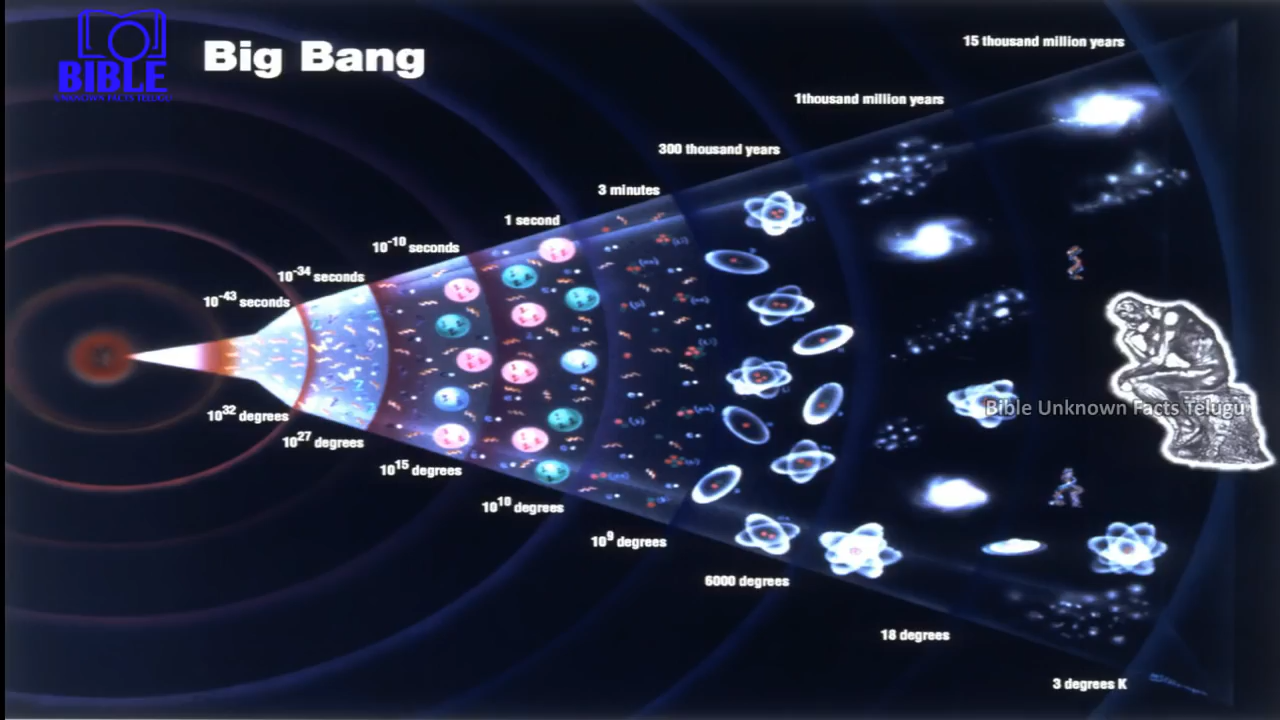 BIBLE
UNKNOWN FACTS TELUGU
Big Bang
15 thousand million years
1thousand million years
300 thousand years
3 minutes
1 second
10-10 seconds
10-34 seconds
10-43 seconds
1032 degrees
1027 degrees
1015 degrees
1010 degrees
109 degrees
6000 degrees
18 degrees
3 degrees K
Bible Unknown Facts Telugu